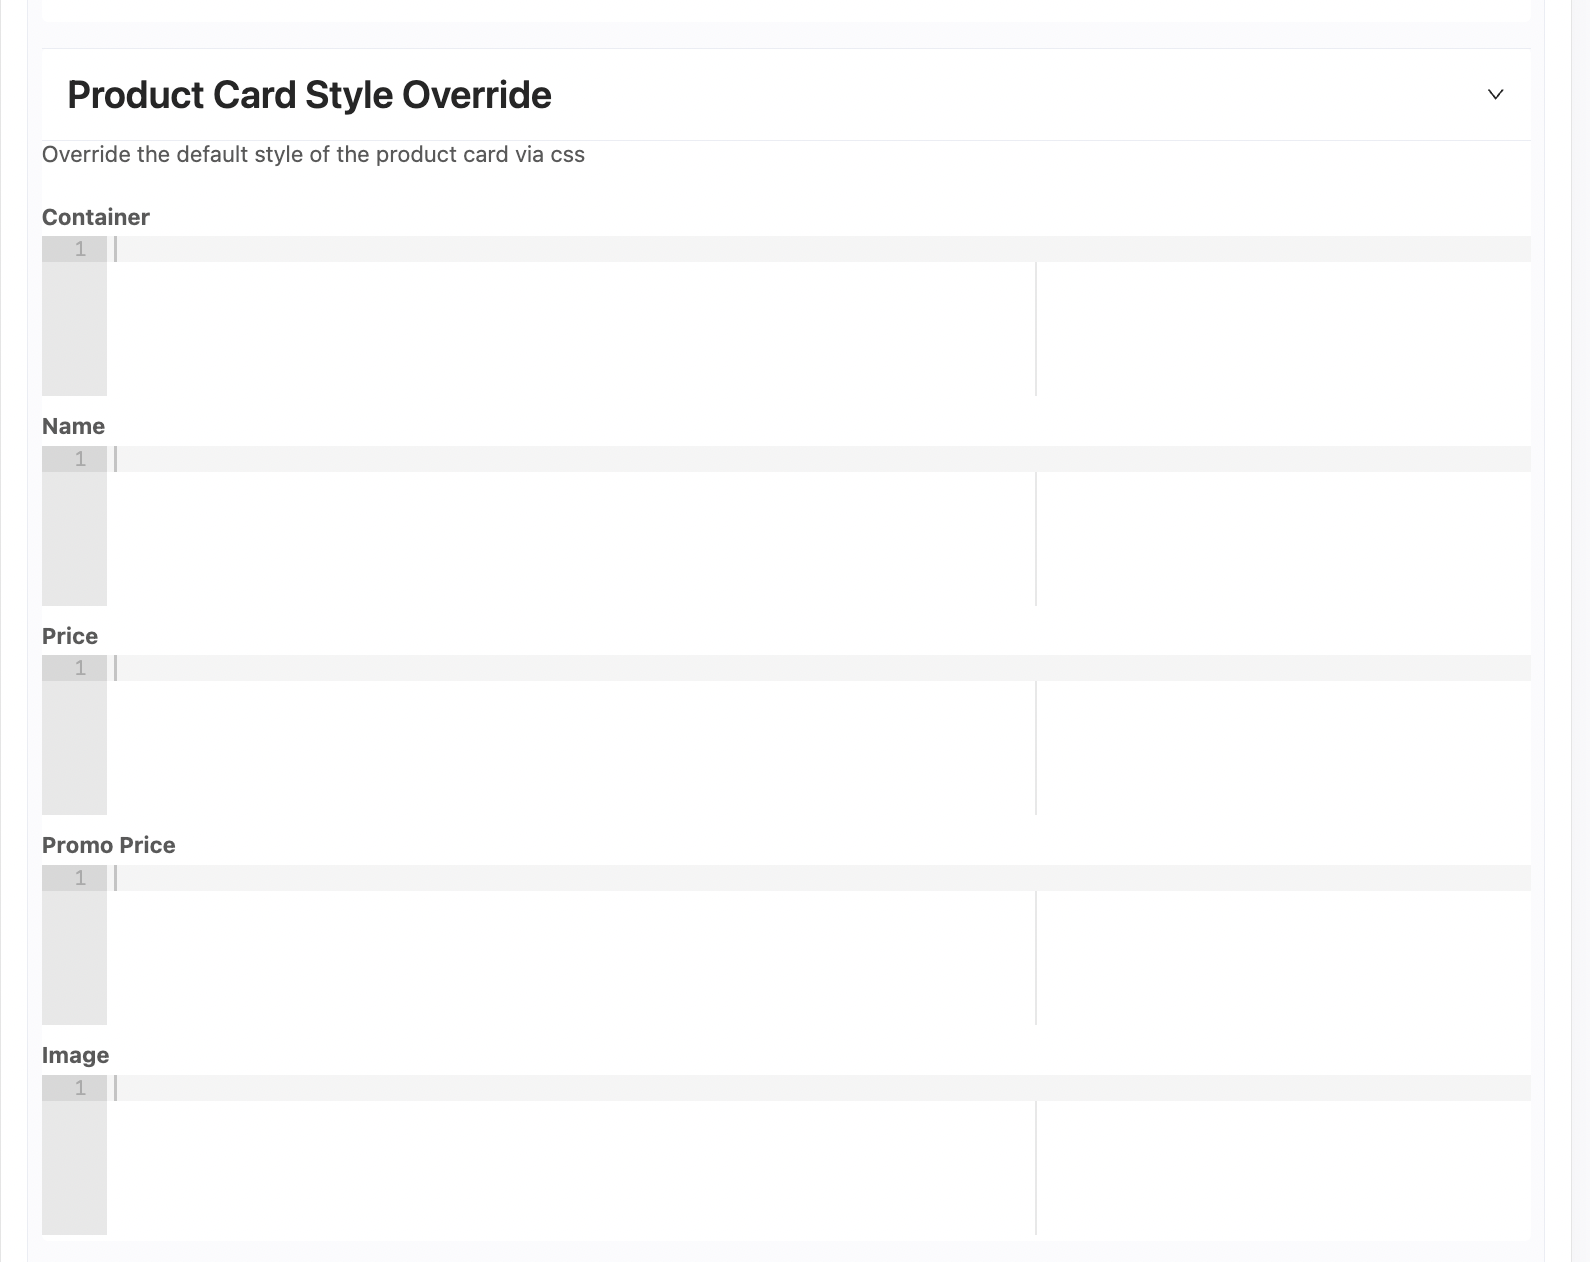 Product Card Style Override
Override the default style of the product card via css
Container
1
Name
1
Price
1
Promo Price
1
Image
1